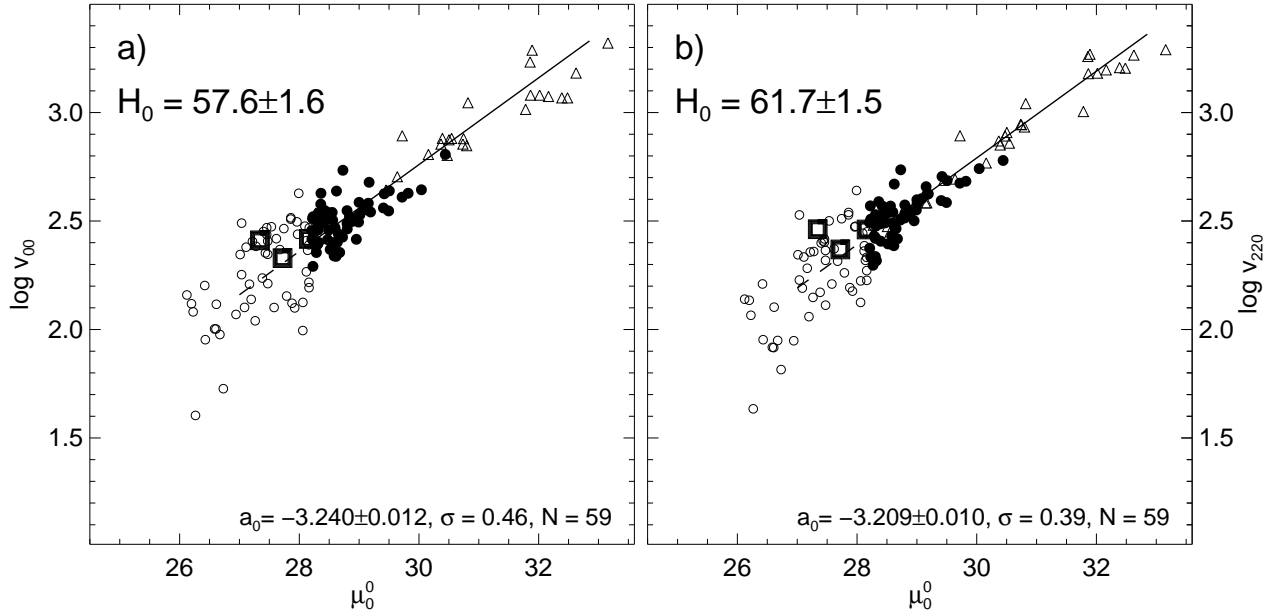 a)
H₀ = 57.6±1.6
b)
H₀ = 61.7±1.5
3.0
2.5
2.0
1.5
log v₀₀
a₀= −3.240±0.012, σ = 0.46, N = 59
a₀= −3.209±0.010, σ = 0.39, N = 59
3.0
2.5
2.0
1.5
log v₂₂₀
26 28 30 32
26 28 30 32
μ₀⁰
μ₀⁰